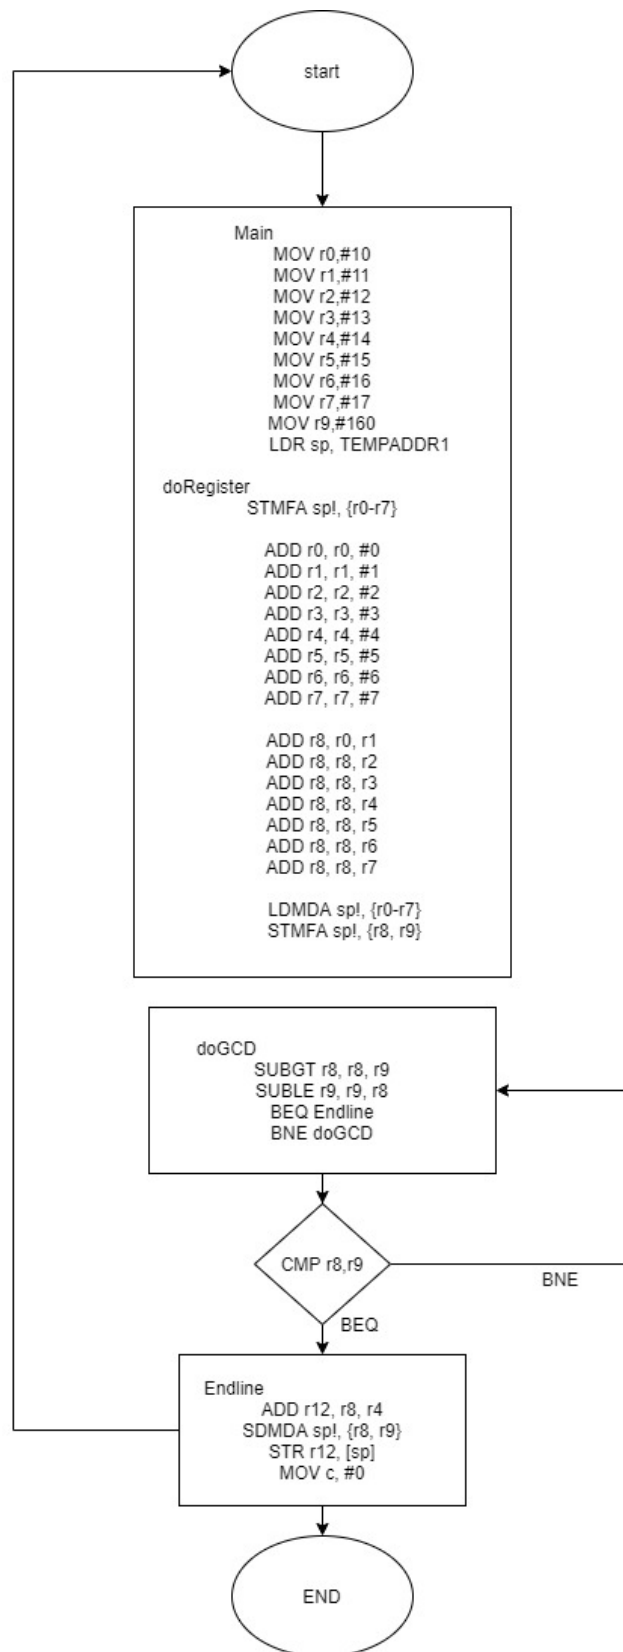 start
Main
MOV r0,#10
MOV r1,#11
MOV r2,#12
MOV r3,#13
MOV r4,#14
MOV r5,#15
MOV r6,#16
MOV r7,#17
MOV r9,#160
LDR sp, TEMPADDR1
doRegister
STMFA sp!, {r0-r7}
ADD r0, r0, #0
ADD r1, r1, #1
ADD r2, r2, #2
ADD r3, r3, #3
ADD r4, r4, #4
ADD r5, r5, #5
ADD r6, r6, #6
ADD r7, r7, #7
ADD r8, r0, r1
ADD r8, r8, r2
ADD r8, r8, r3
ADD r8, r8, r4
ADD r8, r8, r5
ADD r8, r8, r6
ADD r8, r8, r7
LDMDA sp!, {r0-r7}
STMFA sp!, {r8, r9}
doGCD
SUBGT r8, r8, r9
SUBLE r9, r9, r8
BEQ Endline
BNE doGCD
CMP r8,r9
BNE
BEQ
Endline
ADD r12, r8, r4
SDMDA sp!, {r8, r9}
STR r12, [sp]
MOV c, #0
END